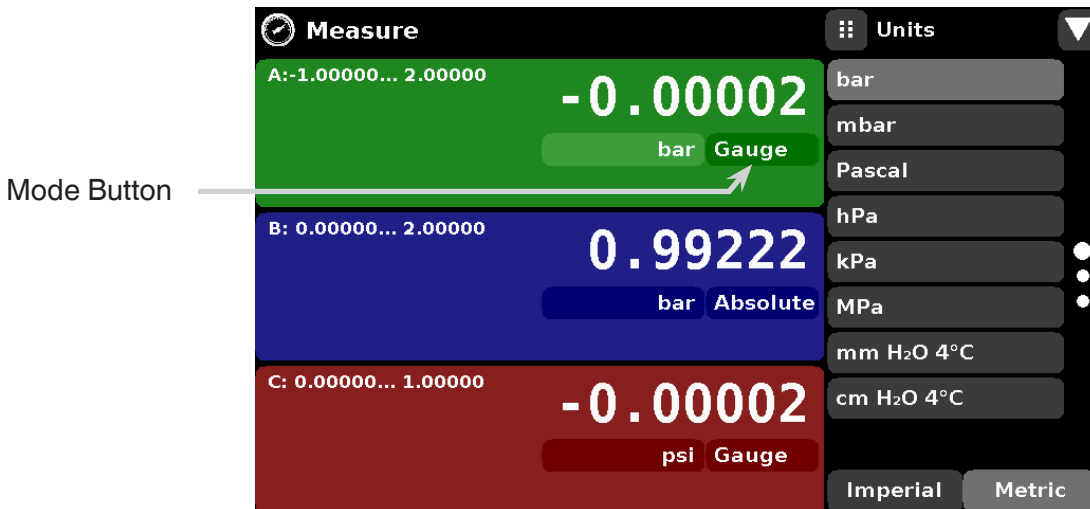 Measure
A:-1.00000... 2.00000
-0.00002
bar Gauge
Mode Button
B: 0.00000... 2.00000
0.99222
bar Absolute
C: 0.00000... 1.00000
-0.00002
psi Gauge
Units
bar
mbar
Pascal
hPa
kPa
MPa
mm H₂O 4°C
cm H₂O 4°C
Imperial Metric